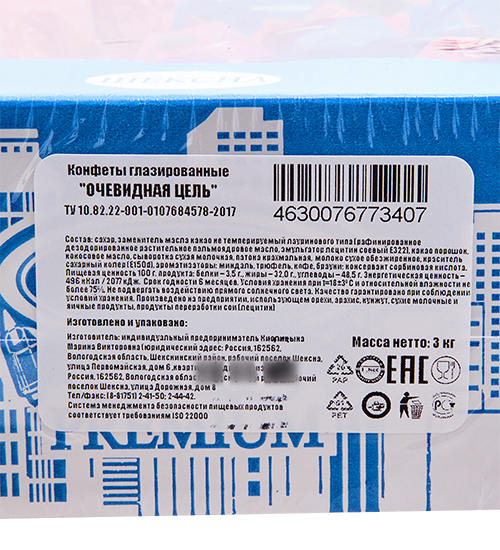 ШЕКСНА
Конфеты глазированные
"ОЧЕВИДНАЯ ЦЕЛЬ"
ТУ 10.82.22-001-0107684578-2017
4630076773407
Состав: сахар, заменитель масла какао не темперируемый лауринового типа (рафинированное
дезодорированное растительное пальмоядровое масло, эмульгатор лецитин соевый (Е322), какао порошок,
кокосовое масло, сыворотка сухая молочная, патока крахмальная, молоко сухое обезжиренное, краситель
сахарный колер (Е150d), ароматизаторы: миндаль, трюфель, кофе, брауни; консервант сорбиновая кислота.
Пищевая ценность 100 г. продукта: белки – 3,5 г., жиры – 32,0 г., углеводы – 48,5 г. Энергетическая ценность –
496 кКал / 2077 кДж. Срок годности 6 месяцев. Условия хранения при t=18±3° С и относительной влажности не
более 75%. Не подвергать воздействию прямого солнечного света. Качество гарантировано при соблюдении
условий хранения. Произведено на предприятии, использующем орехи, арахис, кунжут, сухие молочные и
яичные продукты, продукты переработки сои (лецитин)
Изготовлено и упаковано:
Изготовитель: индивидуальный предприниматель
Марина Викторовна Юридический адрес: Россия, 162562,
Вологодская область, Шекснинский район, рабочий поселок Шексна,
улица Первомайская, дом 6
Россия, 162562, Вологодская область
поселок Шексна, улица Дорожная, дом 8
Тел/факс: (8-81751) 2-41-50; 2-44-42.
Система менеджмента безопасности пищевых продуктов
соответствует требованиям ISO 22000
Масса нетто: 3 кг
PAP
EAC
PET
РС
PREMIUM